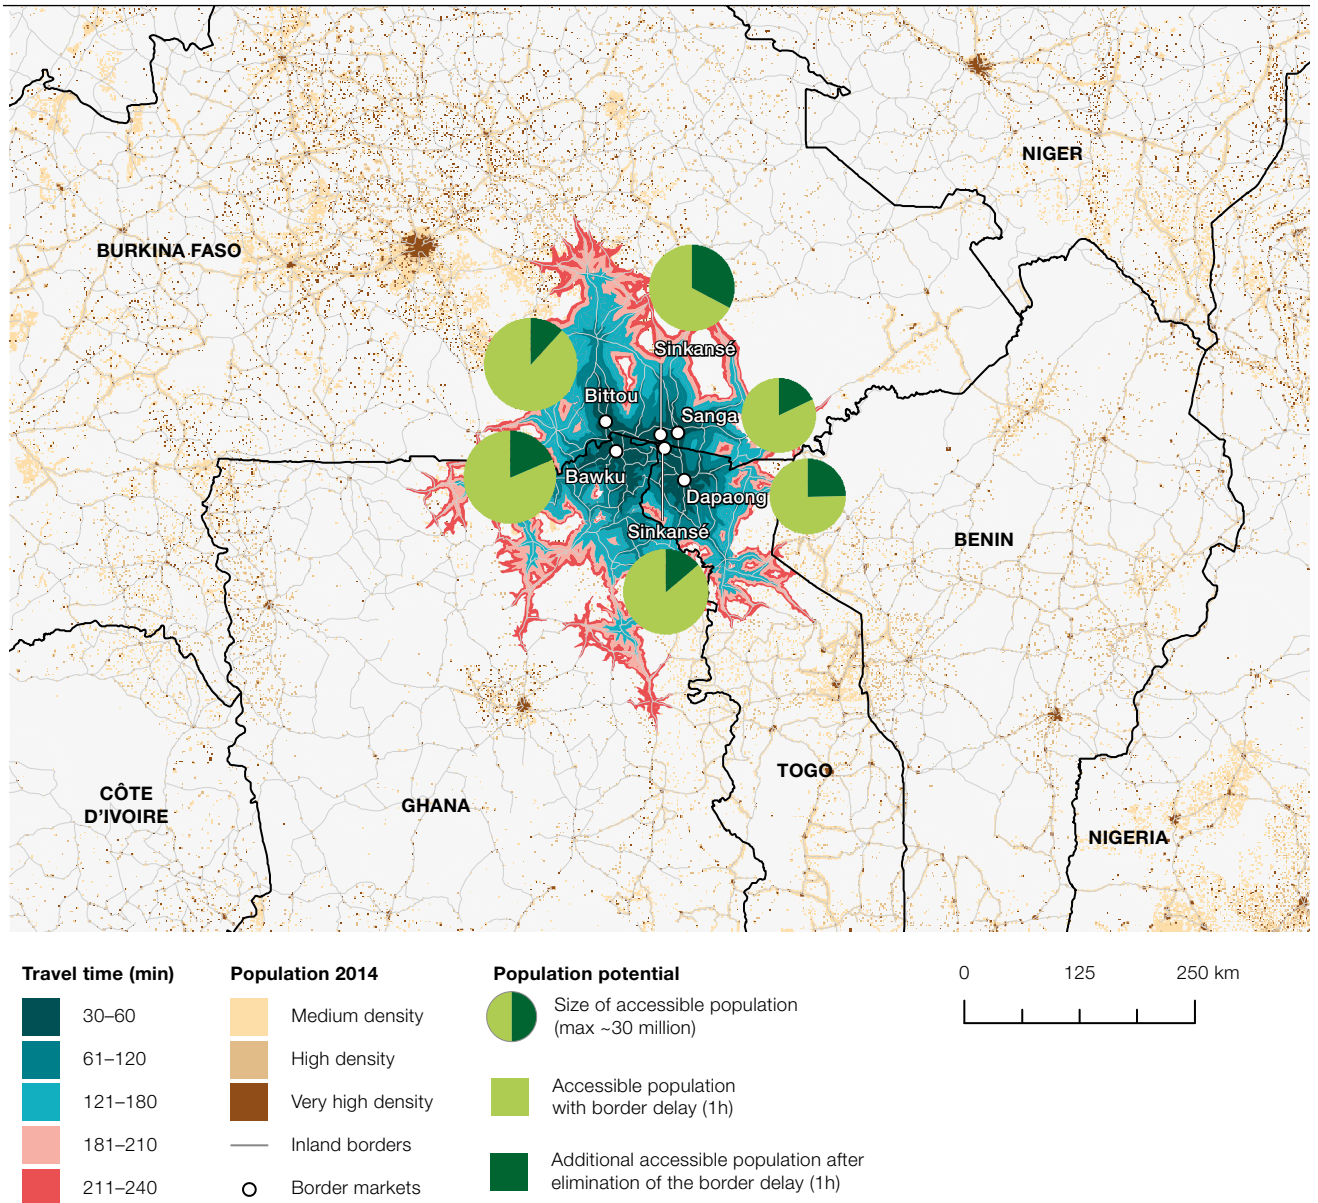 NIGER
BURKINA FASO
Sinkansé
Bittou
Sanga
Bawku
Dapaong
Sinkansé
BENIN
TOGO
CÔTE
D'IVOIRE
GHANA
NIGERIA
Travel time (min)
30–60
61–120
121–180
181–210
211–240
Population 2014
Medium density
High density
Very high density
Inland borders
Border markets
Population potential
Size of accessible population
(max ~30 million)
Accessible population
with border delay (1h)
Additional accessible population after
elimination of the border delay (1h)
0 125 250 km